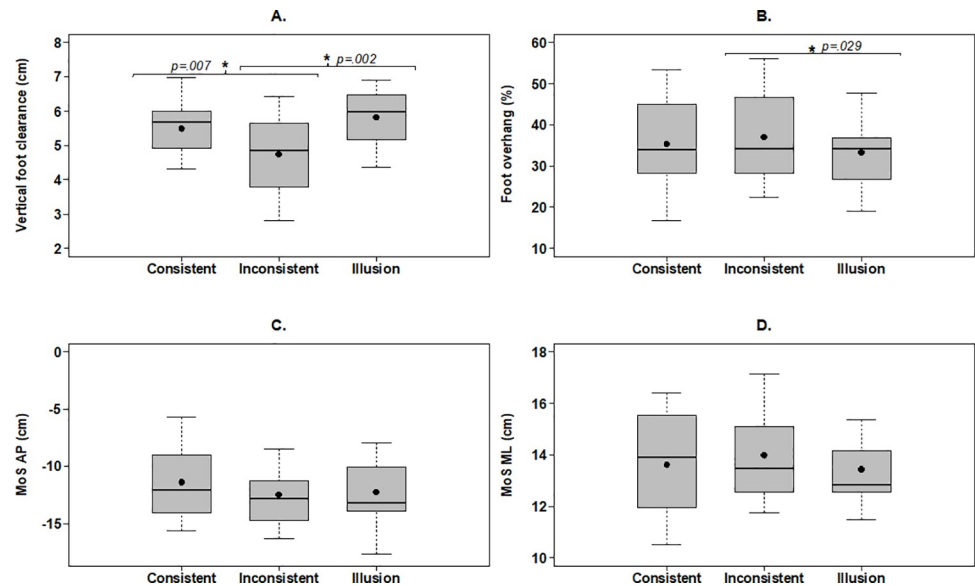 A.
Vertical foot clearance (cm)
8
7
6
5
4
3
2
p=.007 *
* p=.002
Consistent Inconsistent Illusion
B.
Foot overhang (%)
60
50
40
30
20
10
* p=.029
Consistent Inconsistent Illusion
C.
MoS AP (cm)
0
-5
-10
-15
Consistent Inconsistent Illusion
D.
MoS ML (cm)
18
16
14
12
10
Consistent Inconsistent Illusion